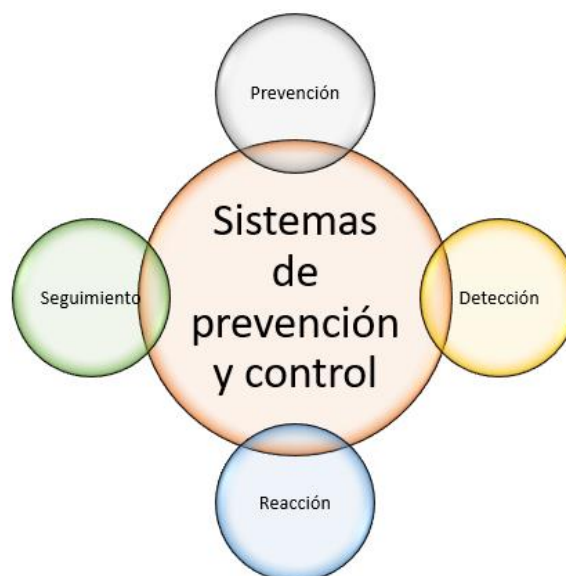 Prevención
Sistemas
de
prevención
y control
Seguimiento
Detección
Reacción